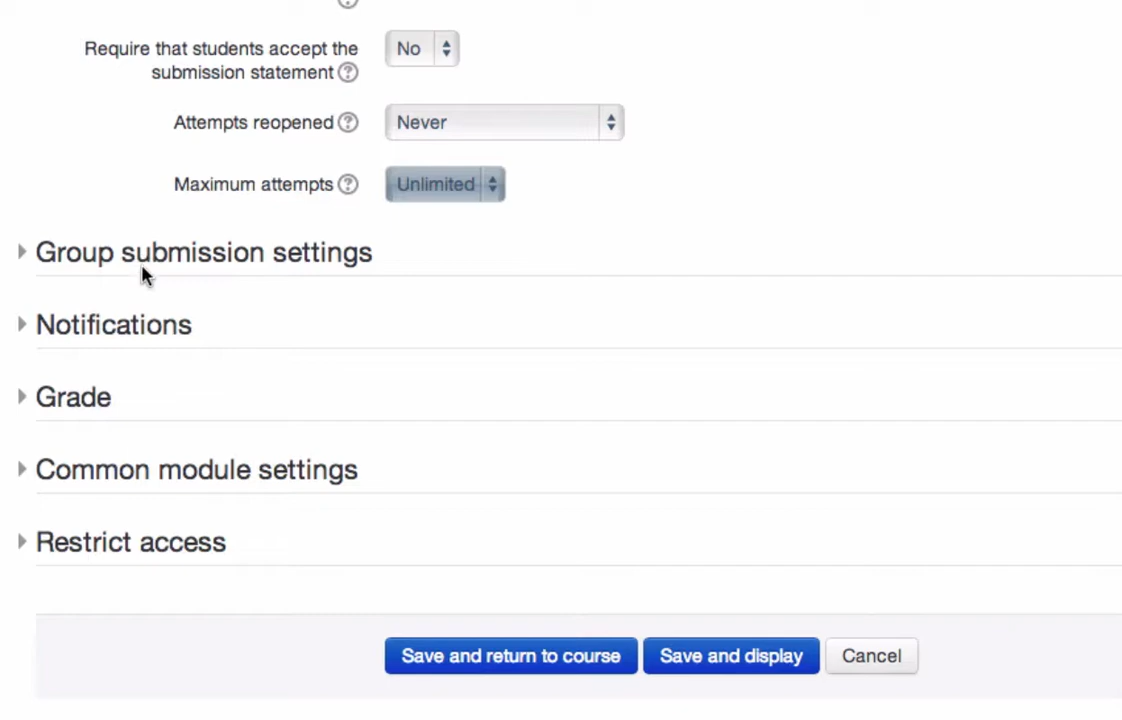 Require that students accept the
submission statement
No
Attempts reopened
Never
Maximum attempts
Unlimited
Group submission settings
Notifications
Grade
Common module settings
Restrict access
Save and return to course
Save and display
Cancel